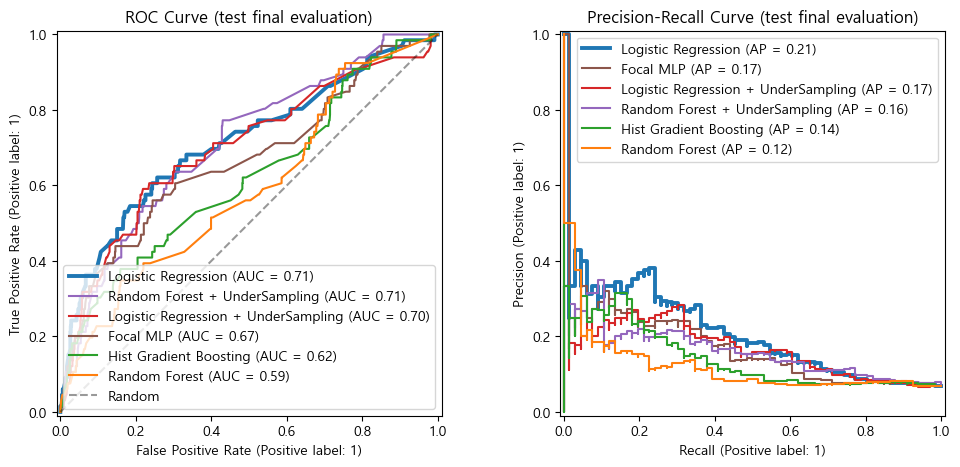 ROC Curve (test final evaluation)
1.0
0.8
0.6
0.4
0.2
0.0
True Positive Rate (Positive label: 1)
Logistic Regression (AUC = 0.71)
Random Forest + UnderSampling (AUC = 0.71)
Logistic Regression + UnderSampling (AUC = 0.70)
Focal MLP (AUC = 0.67)
Hist Gradient Boosting (AUC = 0.62)
Random Forest (AUC = 0.59)
Random
0.0 0.2 0.4 0.6 0.8 1.0
False Positive Rate (Positive label: 1)
Precision-Recall Curve (test final evaluation)
1.0
0.8
0.6
0.4
0.2
0.0
Precision (Positive label: 1)
Logistic Regression (AP = 0.21)
Focal MLP (AP = 0.17)
Logistic Regression + UnderSampling (AP = 0.17)
Random Forest + UnderSampling (AP = 0.16)
Hist Gradient Boosting (AP = 0.14)
Random Forest (AP = 0.12)
0.0 0.2 0.4 0.6 0.8 1.0
Recall (Positive label: 1)